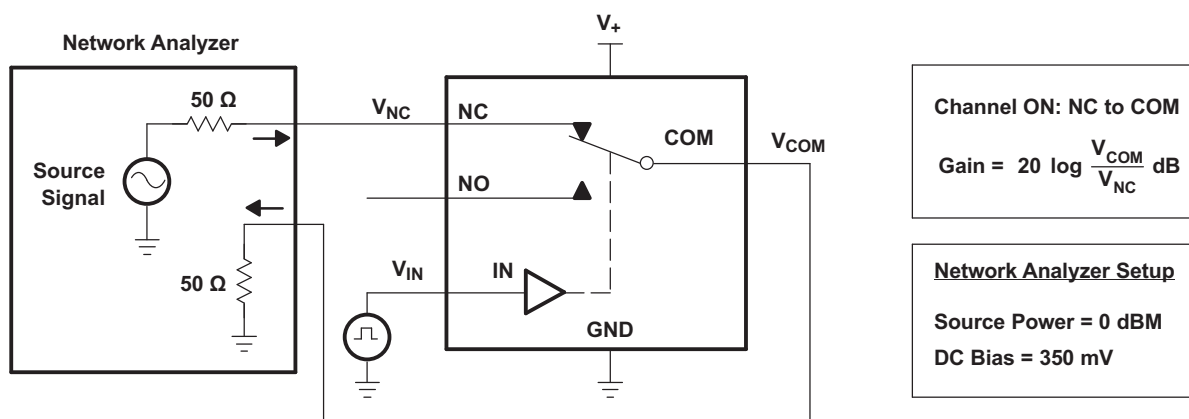 Network Analyzer
50 Ω
Source
Signal
50 Ω
V+
VNC
NC
COM
VCOM
NO
VIN
IN
GND
Channel ON: NC to COM
Gain = 20 log VCOM
VNC dB
Network Analyzer Setup
Source Power = 0 dBM
DC Bias = 350 mV